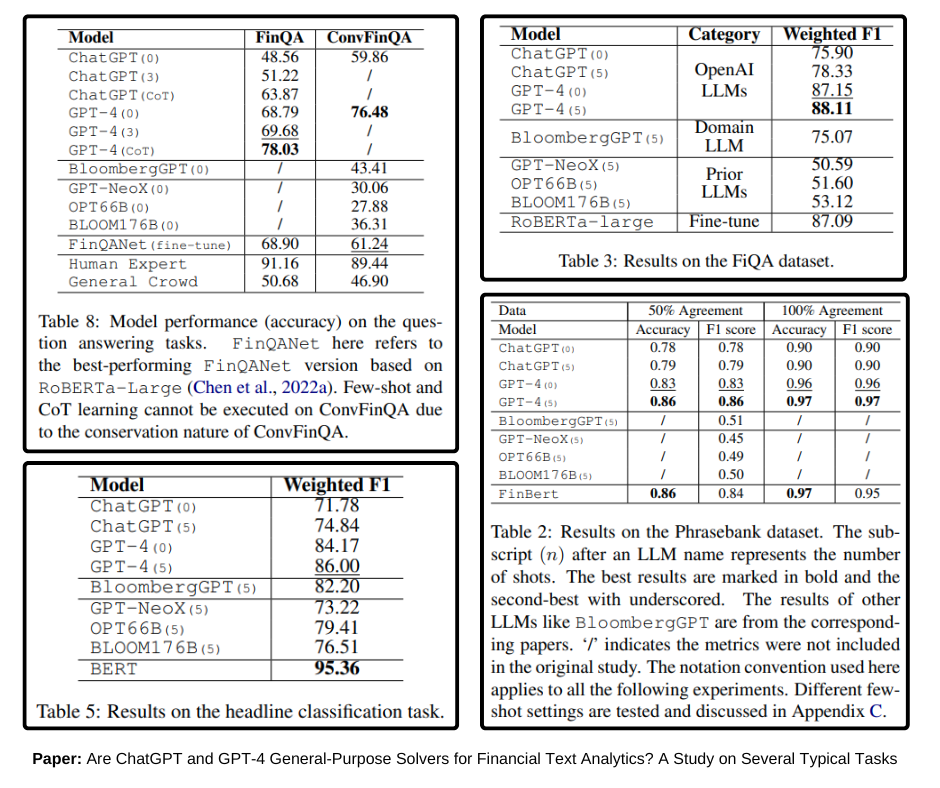 Model FinQA ConvFinQA
ChatGPT(0) 48.56 59.86
ChatGPT(3) 51.22 /
ChatGPT(CoT) 63.87 /
GPT-4(0) 68.79 76.48
GPT-4(3) 69.68 /
GPT-4(CoT) 78.03 /
BloombergGPT(0) / 43.41
GPT-NeoX(0) / 30.06
OPT66B(0) / 27.88
BLOOM176B(0) / 36.31
FinQANet(fine-tune) 68.90 61.24
Human Expert 91.16 89.44
General Crowd 50.68 46.90
Table 8: Model performance (accuracy) on the ques-
tion answering tasks. FinQANet here refers to
the best-performing FinQANet version based on
RoBERTa-Large (Chen et al., 2022a). Few-shot and
CoT learning cannot be executed on ConvFinQA due
to the conservation nature of ConvFinQA.
Model Weighted F1
ChatGPT(0) 71.78
ChatGPT(5) 74.84
GPT-4(0) 84.17
GPT-4(5) 86.00
BloombergGPT(5) 82.20
GPT-NeoX(5) 73.22
OPT66B(5) 79.41
BLOOM176B(5) 76.51
BERT 95.36
Table 5: Results on the headline classification task.
Model Category Weighted F1
ChatGPT(0) 75.90
ChatGPT(5) OpenAI 78.33
GPT-4(0) LLMs 87.15
GPT-4(5) 88.11
BloombergGPT(5) Domain LLM 75.07
GPT-NeoX(5) 50.59
OPT66B(5) Prior LLMs 51.60
BLOOM176B(5) 53.12
RoBERTa-large Fine-tune 87.09
Table 3: Results on the FiQA dataset.
Data 50% Agreement 100% Agreement
Model Accuracy F1 score Accuracy F1 score
ChatGPT(0) 0.78 0.78 0.90 0.90
ChatGPT(5) 0.79 0.79 0.90 0.90
GPT-4(0) 0.83 0.83 0.96 0.96
GPT-4(5) 0.86 0.86 0.97 0.97
BloombergGPT(5) / 0.51 / /
GPT-NeoX(5) / 0.45 / /
OPT66B(5) / 0.49 / /
BLOOM176B(5) / 0.50 / /
FinBert 0.86 0.84 0.97 0.95
Table 2: Results on the Phrasebank dataset. The sub-
script (n) after an LLM name represents the number
of shots. The best results are marked in bold and the
second-best with underscored. The results of other
LLMs like BloombergGPT are from the correspond-
ing papers. ‘/’ indicates the metrics were not included
in the original study. The notation convention used here
applies to all the following experiments. Different few-
shot settings are tested and discussed in Appendix C.
Paper: Are ChatGPT and GPT-4 General-Purpose Solvers for Financial Text Analytics? A Study on Several Typical Tasks